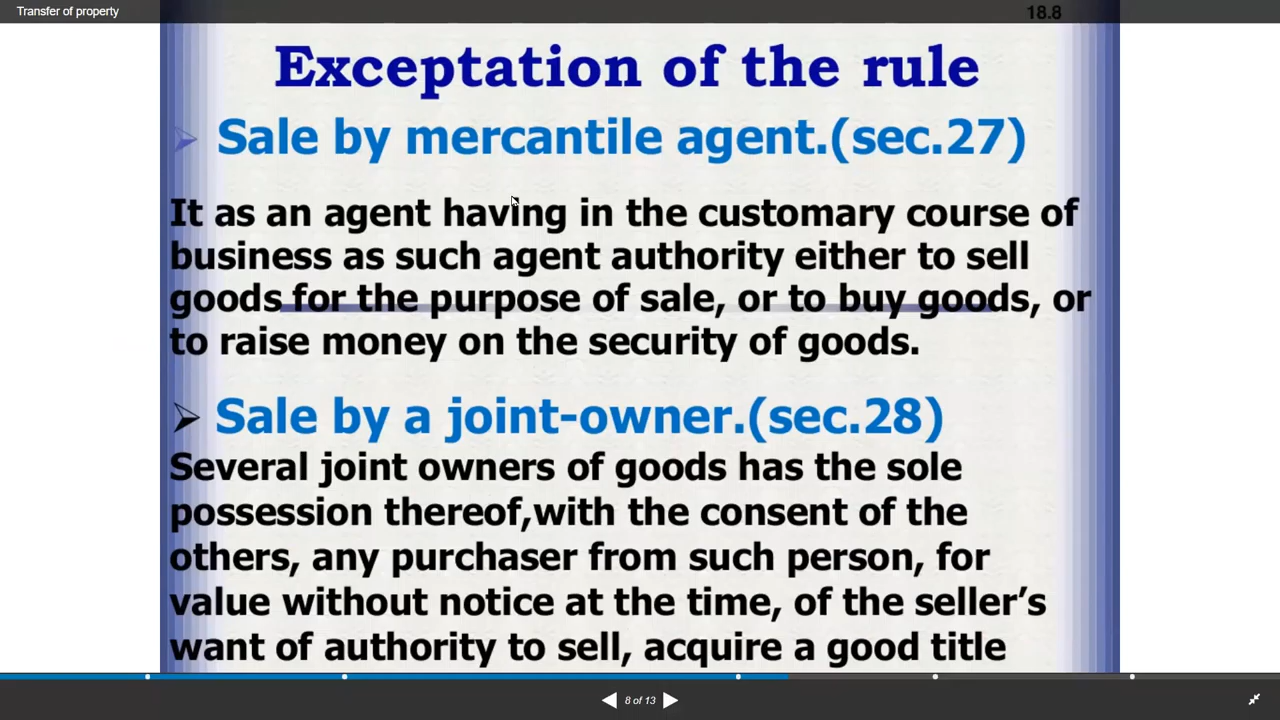 Transfer of property
18.8
Exceptation of the rule
Sale by mercantile agent.(sec.27)
It as an agent having in the customary course of
business as such agent authority either to sell
goods for the purpose of sale, or to buy goods, or
to raise money on the security of goods.
Sale by a joint-owner.(sec.28)
Several joint owners of goods has the sole
possession thereof,with the consent of the
others, any purchaser from such person, for
value without notice at the time, of the seller’s
want of authority to sell, acquire a good title
8 of 13